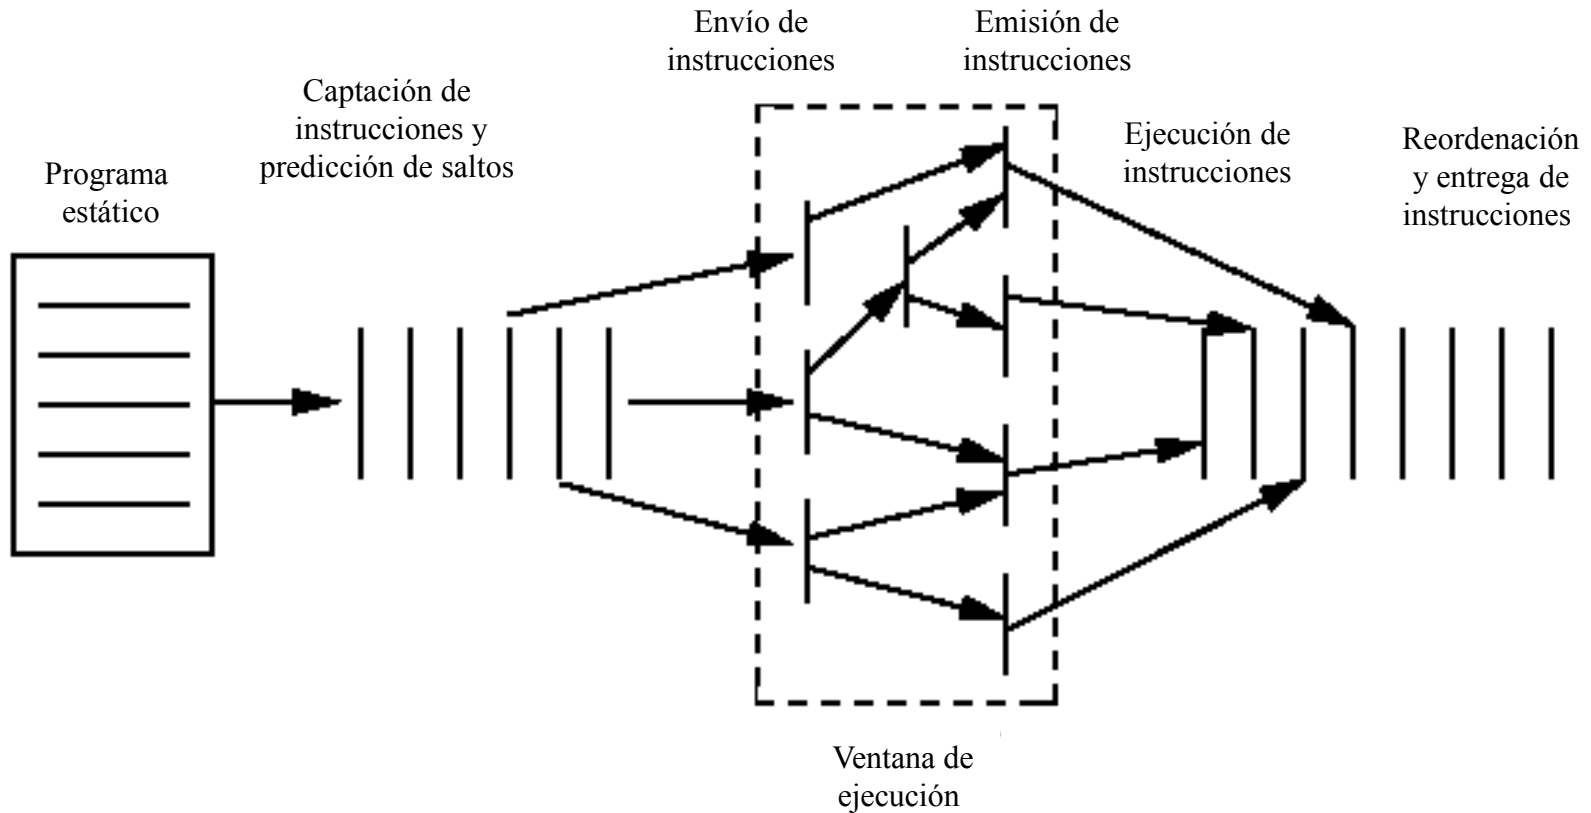 Programa
estático
Captación de
instrucciones y
predicción de saltos
Envío de
instrucciones
Emisión de
instrucciones
Ejecución de
instrucciones
Reordenación
y entrega de
instrucciones
Ventana de
ejecución